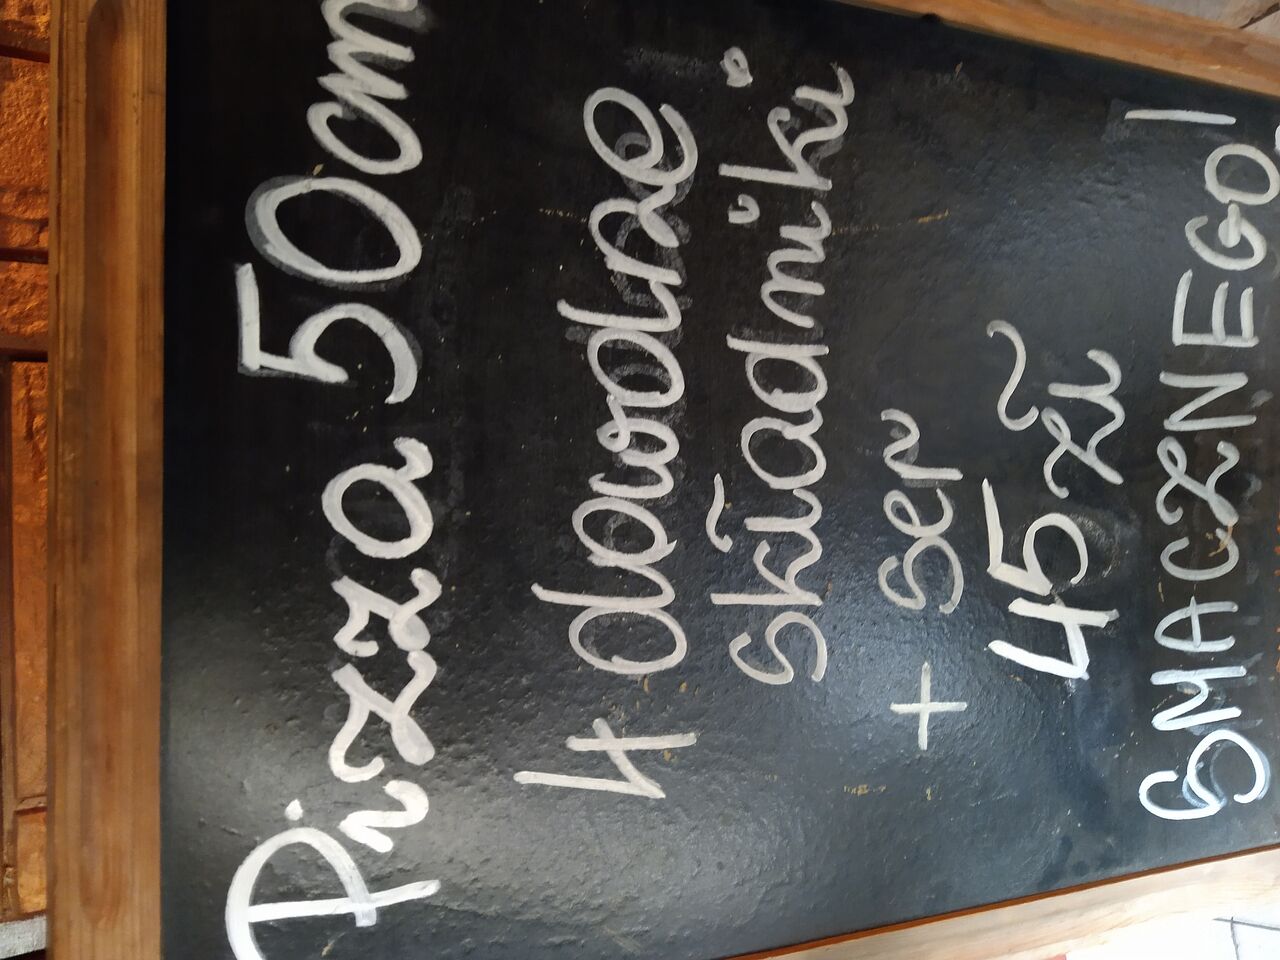 Pizza 50cm
4 dowolne
składniki
+ ser
45 zł
SMACZNEGO!